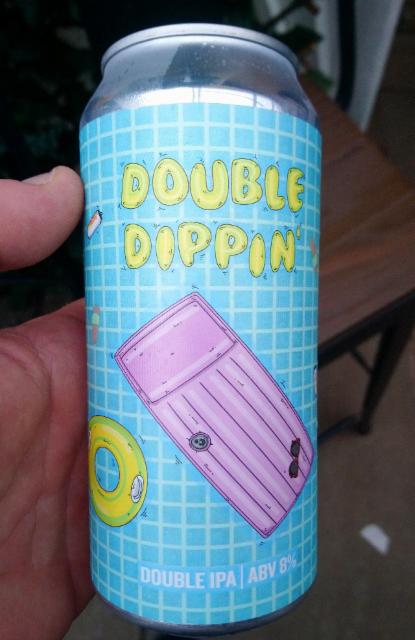 DOUBLE
DIPPIN'
DOUBLE IPA | ABV 8%